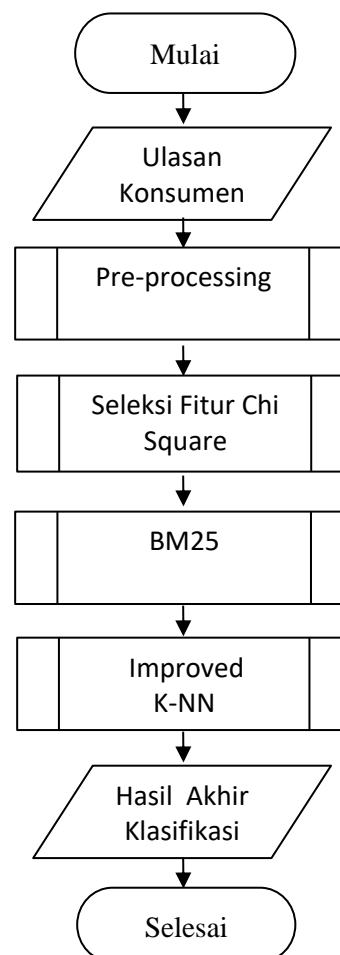 Mulai
Ulasan
Konsumen
Pre-processing
Seleksi Fitur Chi
Square
BM25
Improved
K-NN
Hasil Akhir
Klasifikasi
Selesai